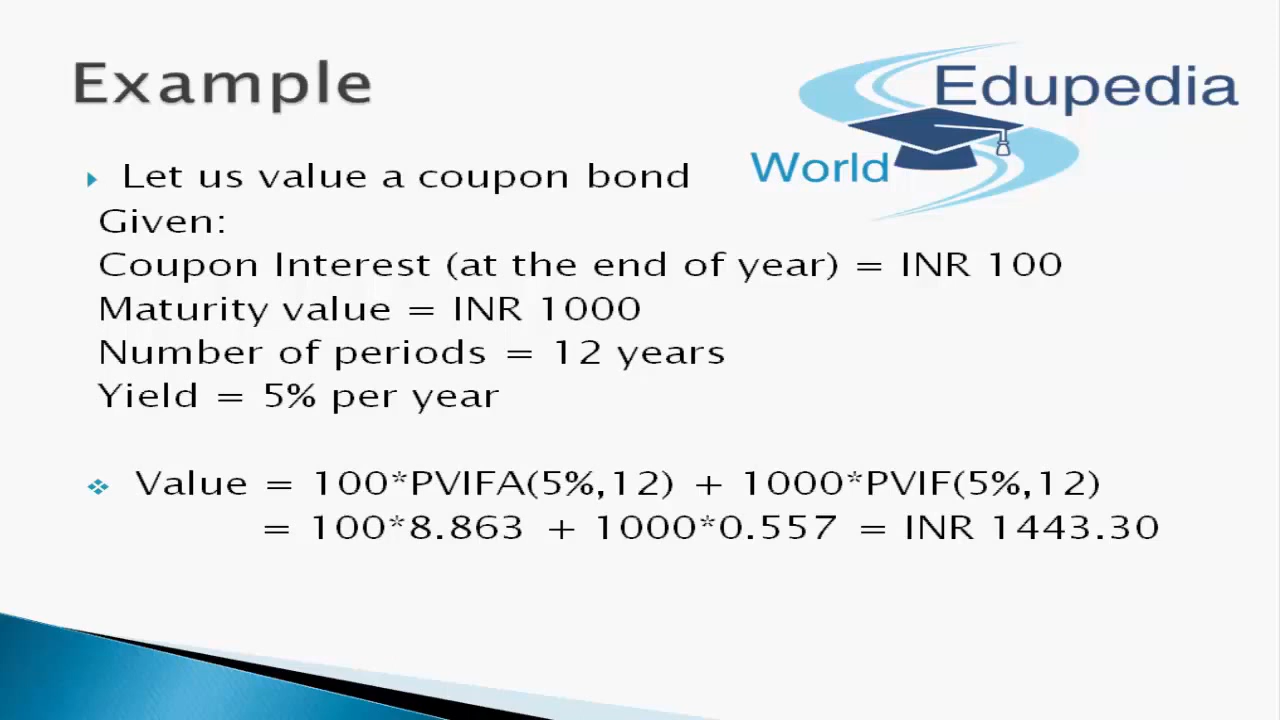 Example
Edupedia
World
Let us value a coupon bond
Given:
Coupon Interest (at the end of year) = INR 100
Maturity value = INR 1000
Number of periods = 12 years
Yield = 5% per year
Value = 100*PVIFA(5%,12) + 1000*PVIF(5%,12)
= 100*8.863 + 1000*0.557 = INR 1443.30